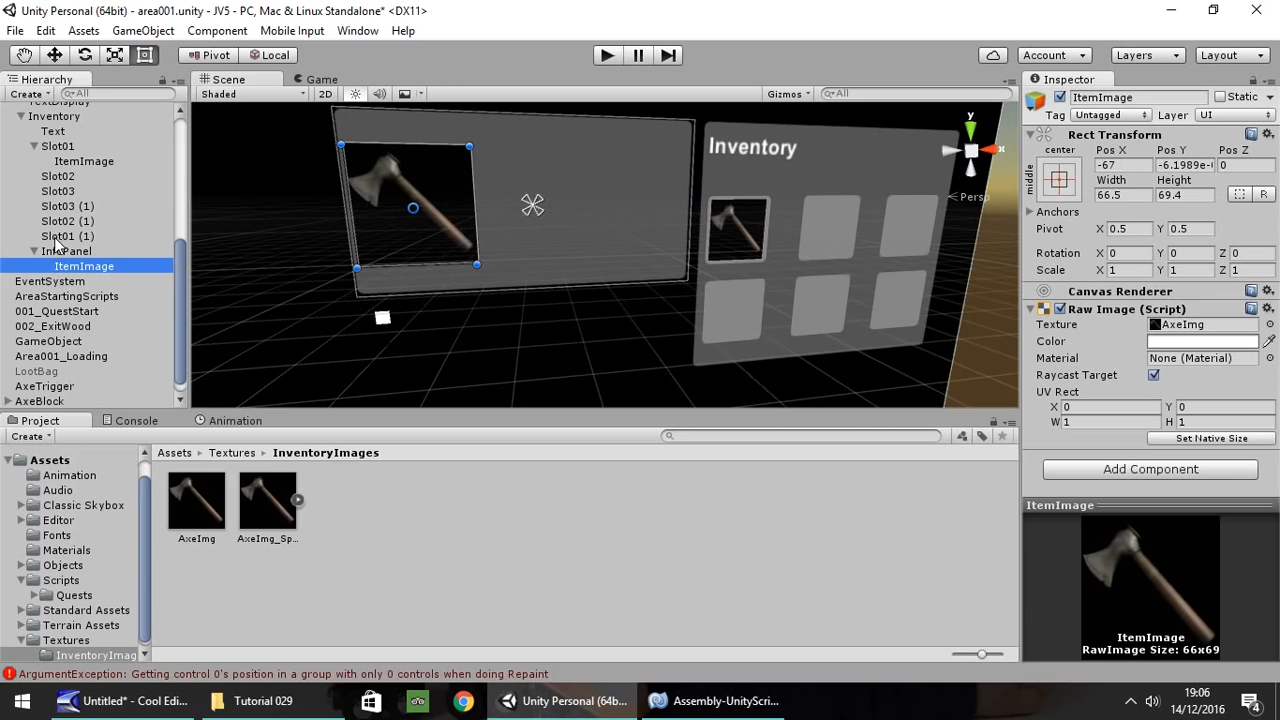 Unity Personal (64bit) - area001.unity - JV5 - PC, Mac & Linux Standalone* <DX11>
File Edit Assets GameObject Component Mobile Input Window Help
Pivot Local Account Layers Layout
Hierarchy
Create All
TextDisplay
Inventory
Text
Slot01
ItemImage
Slot02
Slot03
Slot03 (1)
Slot02 (1)
Slot01 (1)
ItemImage
EventSystem
AreaStartingScripts
001_QuestStart
002_ExitWood
GameObject
Area001_Loading
LootBag
AxeTrigger
AxeBlock
Scene Game
Shaded 2D Gizmos All
Inventory
y
x
Persp
Inspector
ItemImage Static
Tag Untagged Layer UI
Rect Transform
center Pos X Pos Y Pos Z
middle
-67 -6.1989e- 0
Width Height
66.5 69.4 R
Anchors
Pivot X 0.5 Y 0.5
Rotation X 0 Y 0 Z 0
Scale X 1 Y 1 Z 1
Canvas Renderer
Raw Image (Script)
Texture AxeImg
Color
Material None (Material)
Raycast Target
UV Rect
X 0 Y 0
W 1 H 1
Set Native Size
Add Component
ItemImage
ItemImage
RawImage Size: 66x69
Project Console Animation
Create
Assets
Animation
Audio
Classic Skybox
Editor
Fonts
Materials
Objects
Scripts
Quests
Standard Assets
Terrain Assets
Textures
InventoryImag
Assets Textures InventoryImages
AxeImg AxeImg_Sp...
ArgumentException: Getting control 0's position in a group with only 0 controls when doing Repaint
Untitled* - Cool Edi... Tutorial 029 Unity Personal (64b... Assembly-UnityScri...
19:06
14/12/2016
4